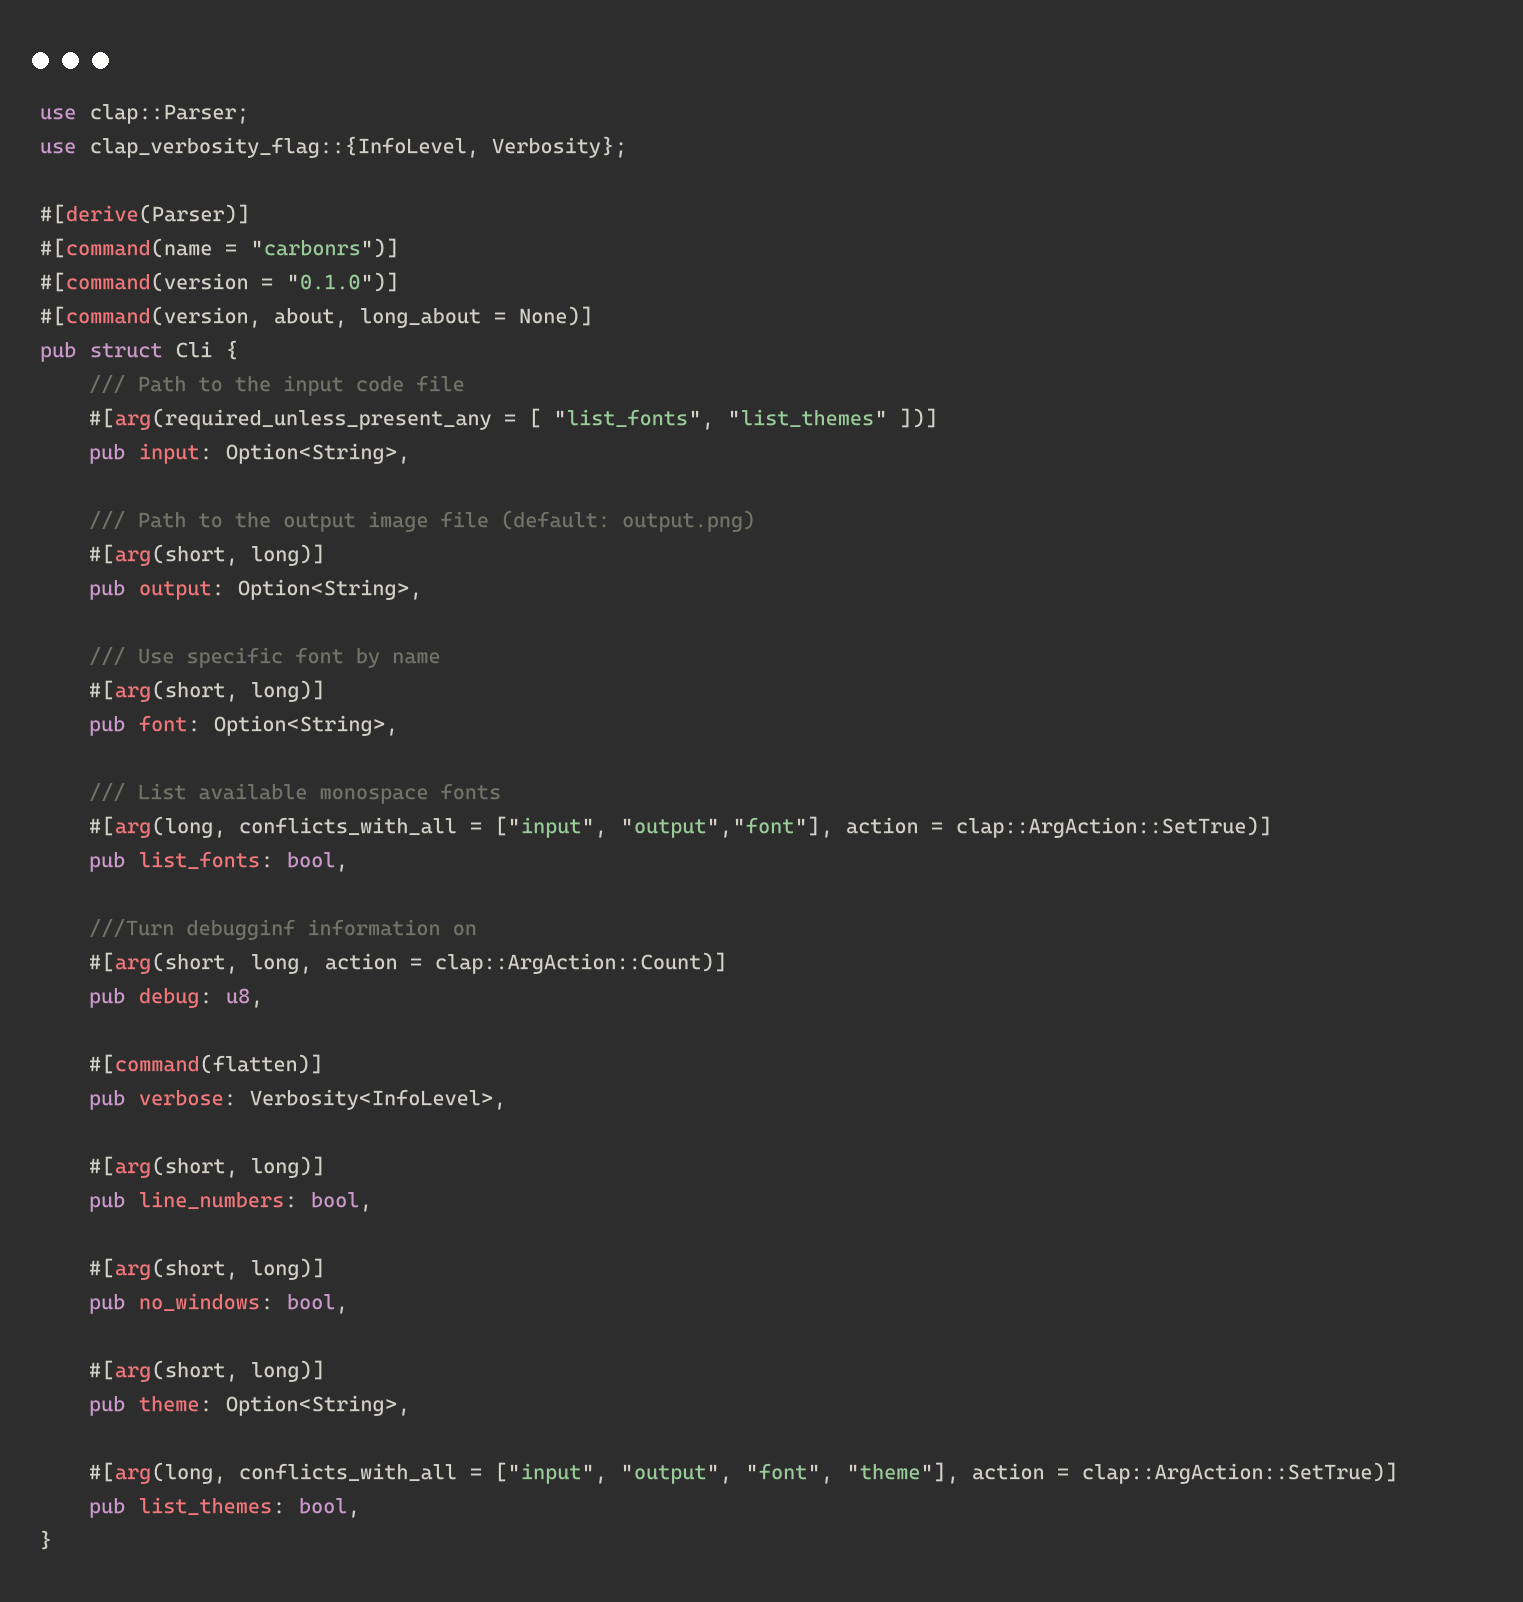 use clap::Parser;
use clap_verbosity_flag::{InfoLevel, Verbosity};

#[derive(Parser)]
#[command(name = "carbonrs")]
#[command(version = "0.1.0")]
#[command(version, about, long_about = None)]
pub struct Cli {
    /// Path to the input code file
    #[arg(required_unless_present_any = [ "list_fonts", "list_themes" ])]
    pub input: Option<String>,

    /// Path to the output image file (default: output.png)
    #[arg(short, long)]
    pub output: Option<String>,

    /// Use specific font by name
    #[arg(short, long)]
    pub font: Option<String>,

    /// List available monospace fonts
    #[arg(long, conflicts_with_all = ["input", "output","font"], action = clap::ArgAction::SetTrue)]
    pub list_fonts: bool,

    ///Turn debugginf information on
    #[arg(short, long, action = clap::ArgAction::Count)]
    pub debug: u8,

    #[command(flatten)]
    pub verbose: Verbosity<InfoLevel>,

    #[arg(short, long)]
    pub line_numbers: bool,

    #[arg(short, long)]
    pub no_windows: bool,

    #[arg(short, long)]
    pub theme: Option<String>,

    #[arg(long, conflicts_with_all = ["input", "output", "font", "theme"], action = clap::ArgAction::SetTrue)]
    pub list_themes: bool,
}